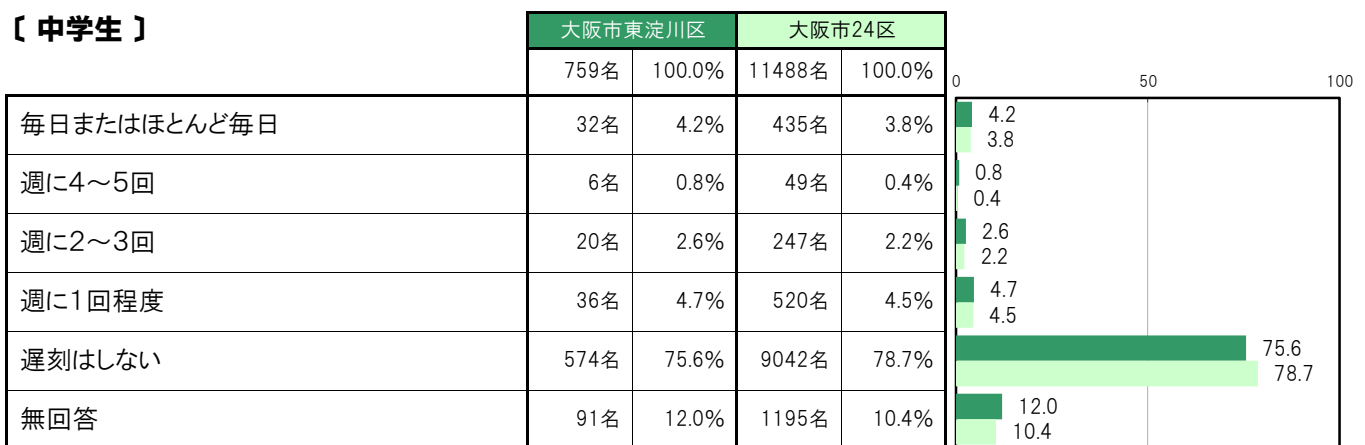 〔 中学生 〕
大阪市東淀川区 大阪市24区
759名 100.0% 11488名 100.0%
0 50 100
毎日またはほとんど毎日 32名 4.2% 435名 3.8%
4.2
3.8
週に4～5回 6名 0.8% 49名 0.4%
0.8
0.4
週に2～3回 20名 2.6% 247名 2.2%
2.6
2.2
週に1回程度 36名 4.7% 520名 4.5%
4.7
4.5
遅刻はしない 574名 75.6% 9042名 78.7%
75.6
78.7
無回答 91名 12.0% 1195名 10.4%
12.0
10.4